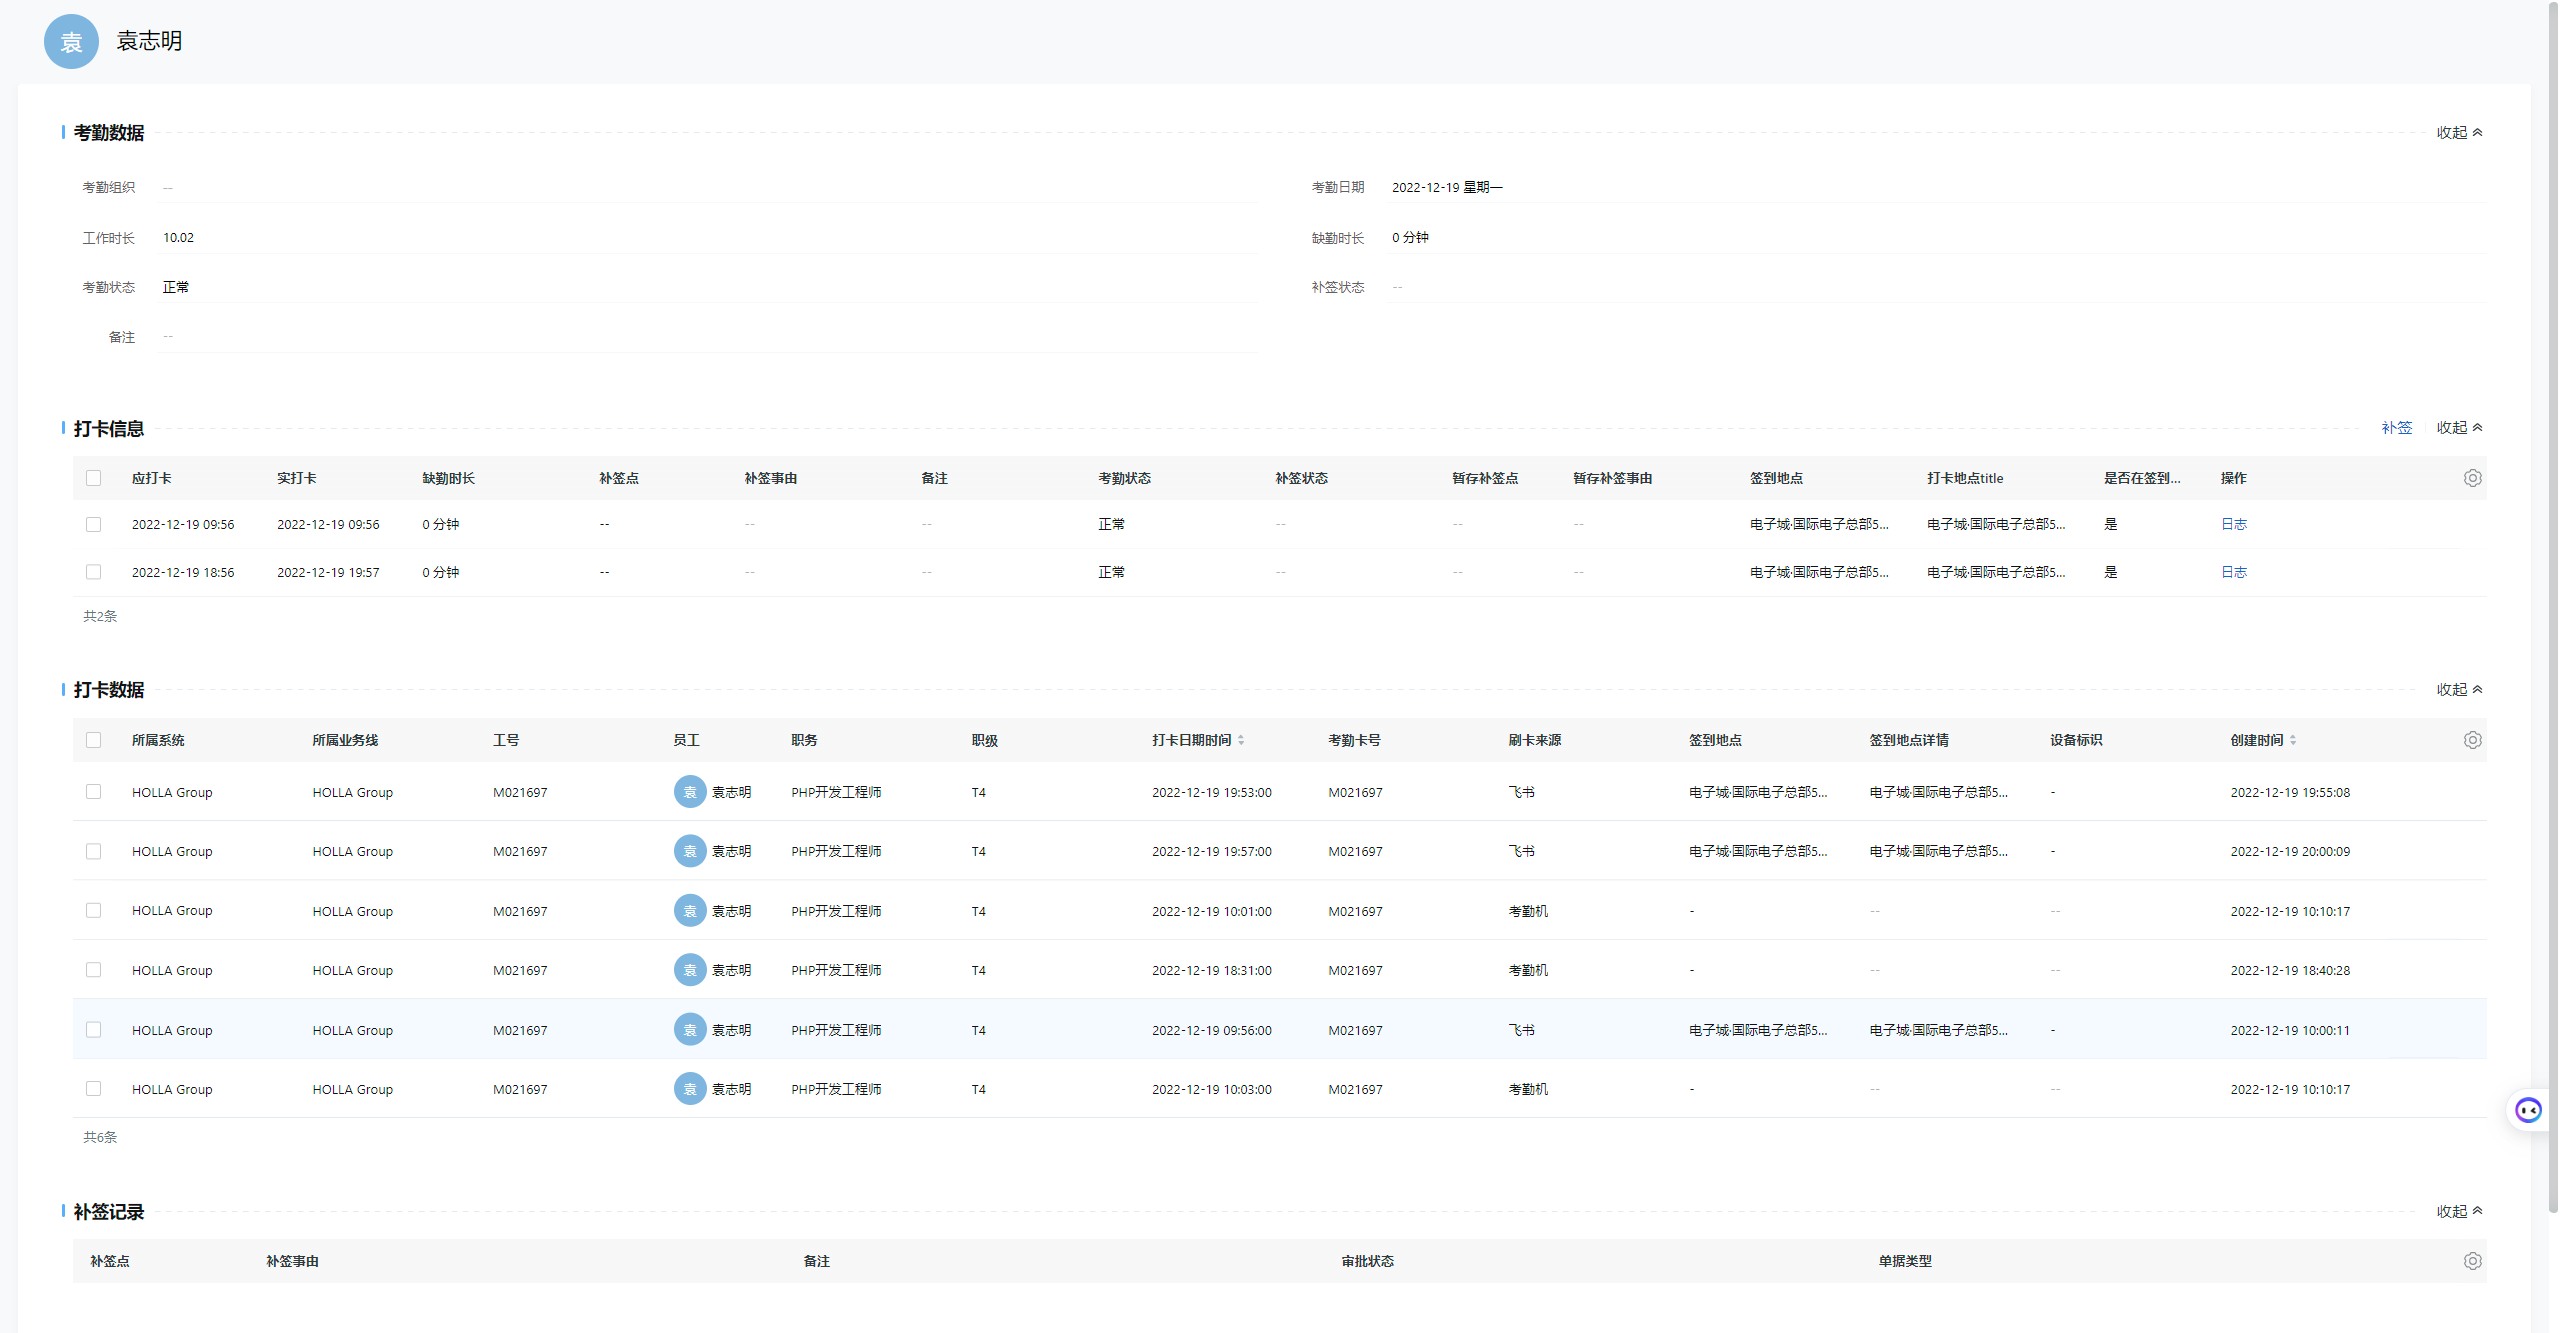 袁 袁志明
考勤数据 收起
考勤组织 -- 考勤日期 2022-12-19 星期一
工作时长 10.02 缺勤时长 0 分钟
考勤状态 正常 补签状态 --
备注 --
打卡信息 补签 收起
应打卡 实打卡 缺勤时长 补签点 补签事由 备注 考勤状态 补签状态 暂存补签点 暂存补签事由 签到地点 打卡地点title 是否在签到... 操作
2022-12-19 09:56 2022-12-19 09:56 0 分钟 -- -- -- 正常 -- -- -- 电子城·国际电子总部5... 电子城·国际电子总部5... 是 日志
2022-12-19 18:56 2022-12-19 19:57 0 分钟 -- -- -- 正常 -- -- -- 电子城·国际电子总部5... 电子城·国际电子总部5... 是 日志
共2条
打卡数据 收起
所属系统 所属业务线 工号 员工 职务 职级 打卡日期时间 考勤卡号 刷卡来源 签到地点 签到地点详情 设备标识 创建时间
HOLLA Group HOLLA Group M021697 袁 袁志明 PHP开发工程师 T4 2022-12-19 19:53:00 M021697 飞书 电子城·国际电子总部5... 电子城·国际电子总部5... - 2022-12-19 19:55:08
HOLLA Group HOLLA Group M021697 袁 袁志明 PHP开发工程师 T4 2022-12-19 19:57:00 M021697 飞书 电子城·国际电子总部5... 电子城·国际电子总部5... - 2022-12-19 20:00:09
HOLLA Group HOLLA Group M021697 袁 袁志明 PHP开发工程师 T4 2022-12-19 10:01:00 M021697 考勤机 - -- -- 2022-12-19 10:10:17
HOLLA Group HOLLA Group M021697 袁 袁志明 PHP开发工程师 T4 2022-12-19 18:31:00 M021697 考勤机 - -- -- 2022-12-19 18:40:28
HOLLA Group HOLLA Group M021697 袁 袁志明 PHP开发工程师 T4 2022-12-19 09:56:00 M021697 飞书 电子城·国际电子总部5... 电子城·国际电子总部5... - 2022-12-19 10:00:11
HOLLA Group HOLLA Group M021697 袁 袁志明 PHP开发工程师 T4 2022-12-19 10:03:00 M021697 考勤机 - -- -- 2022-12-19 10:10:17
共6条
补签记录 收起
补签点 补签事由 备注 审批状态 单据类型